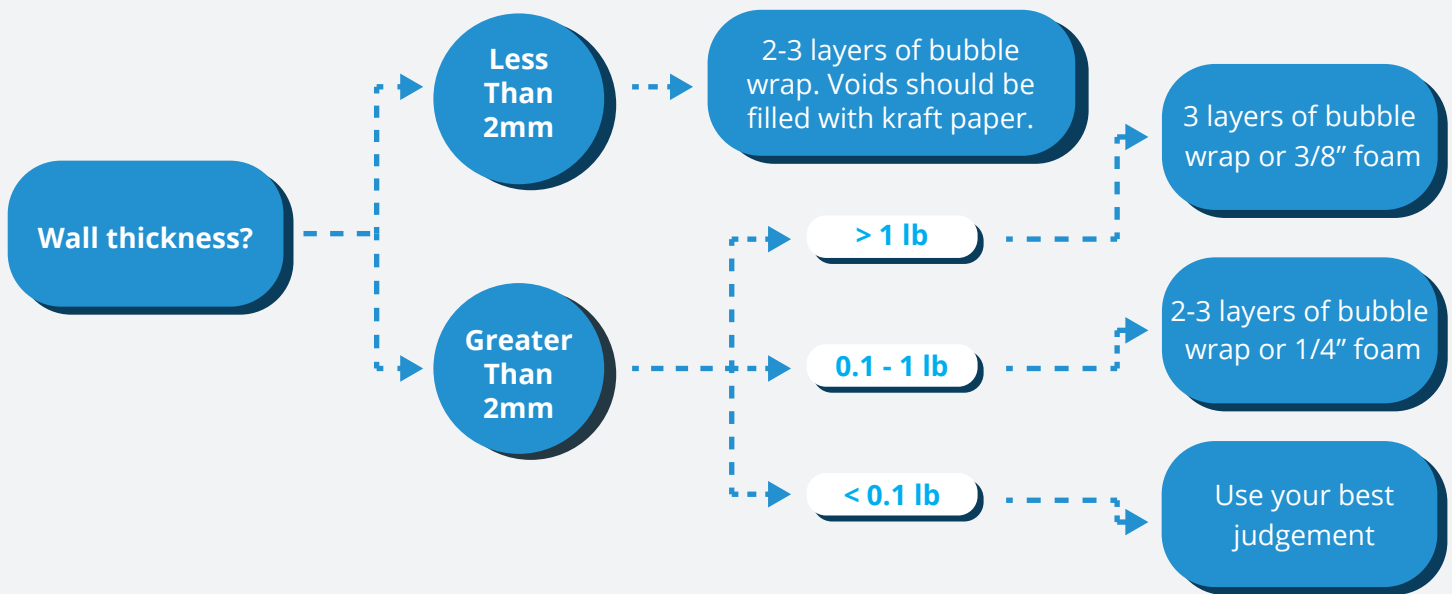 Wall thickness?
Less
Than
2mm
2-3 layers of bubble
wrap. Voids should be
filled with kraft paper.
Greater
Than
2mm
> 1 lb
3 layers of bubble
wrap or 3/8” foam
0.1 - 1 lb
2-3 layers of bubble
wrap or 1/4” foam
< 0.1 lb
Use your best
judgement